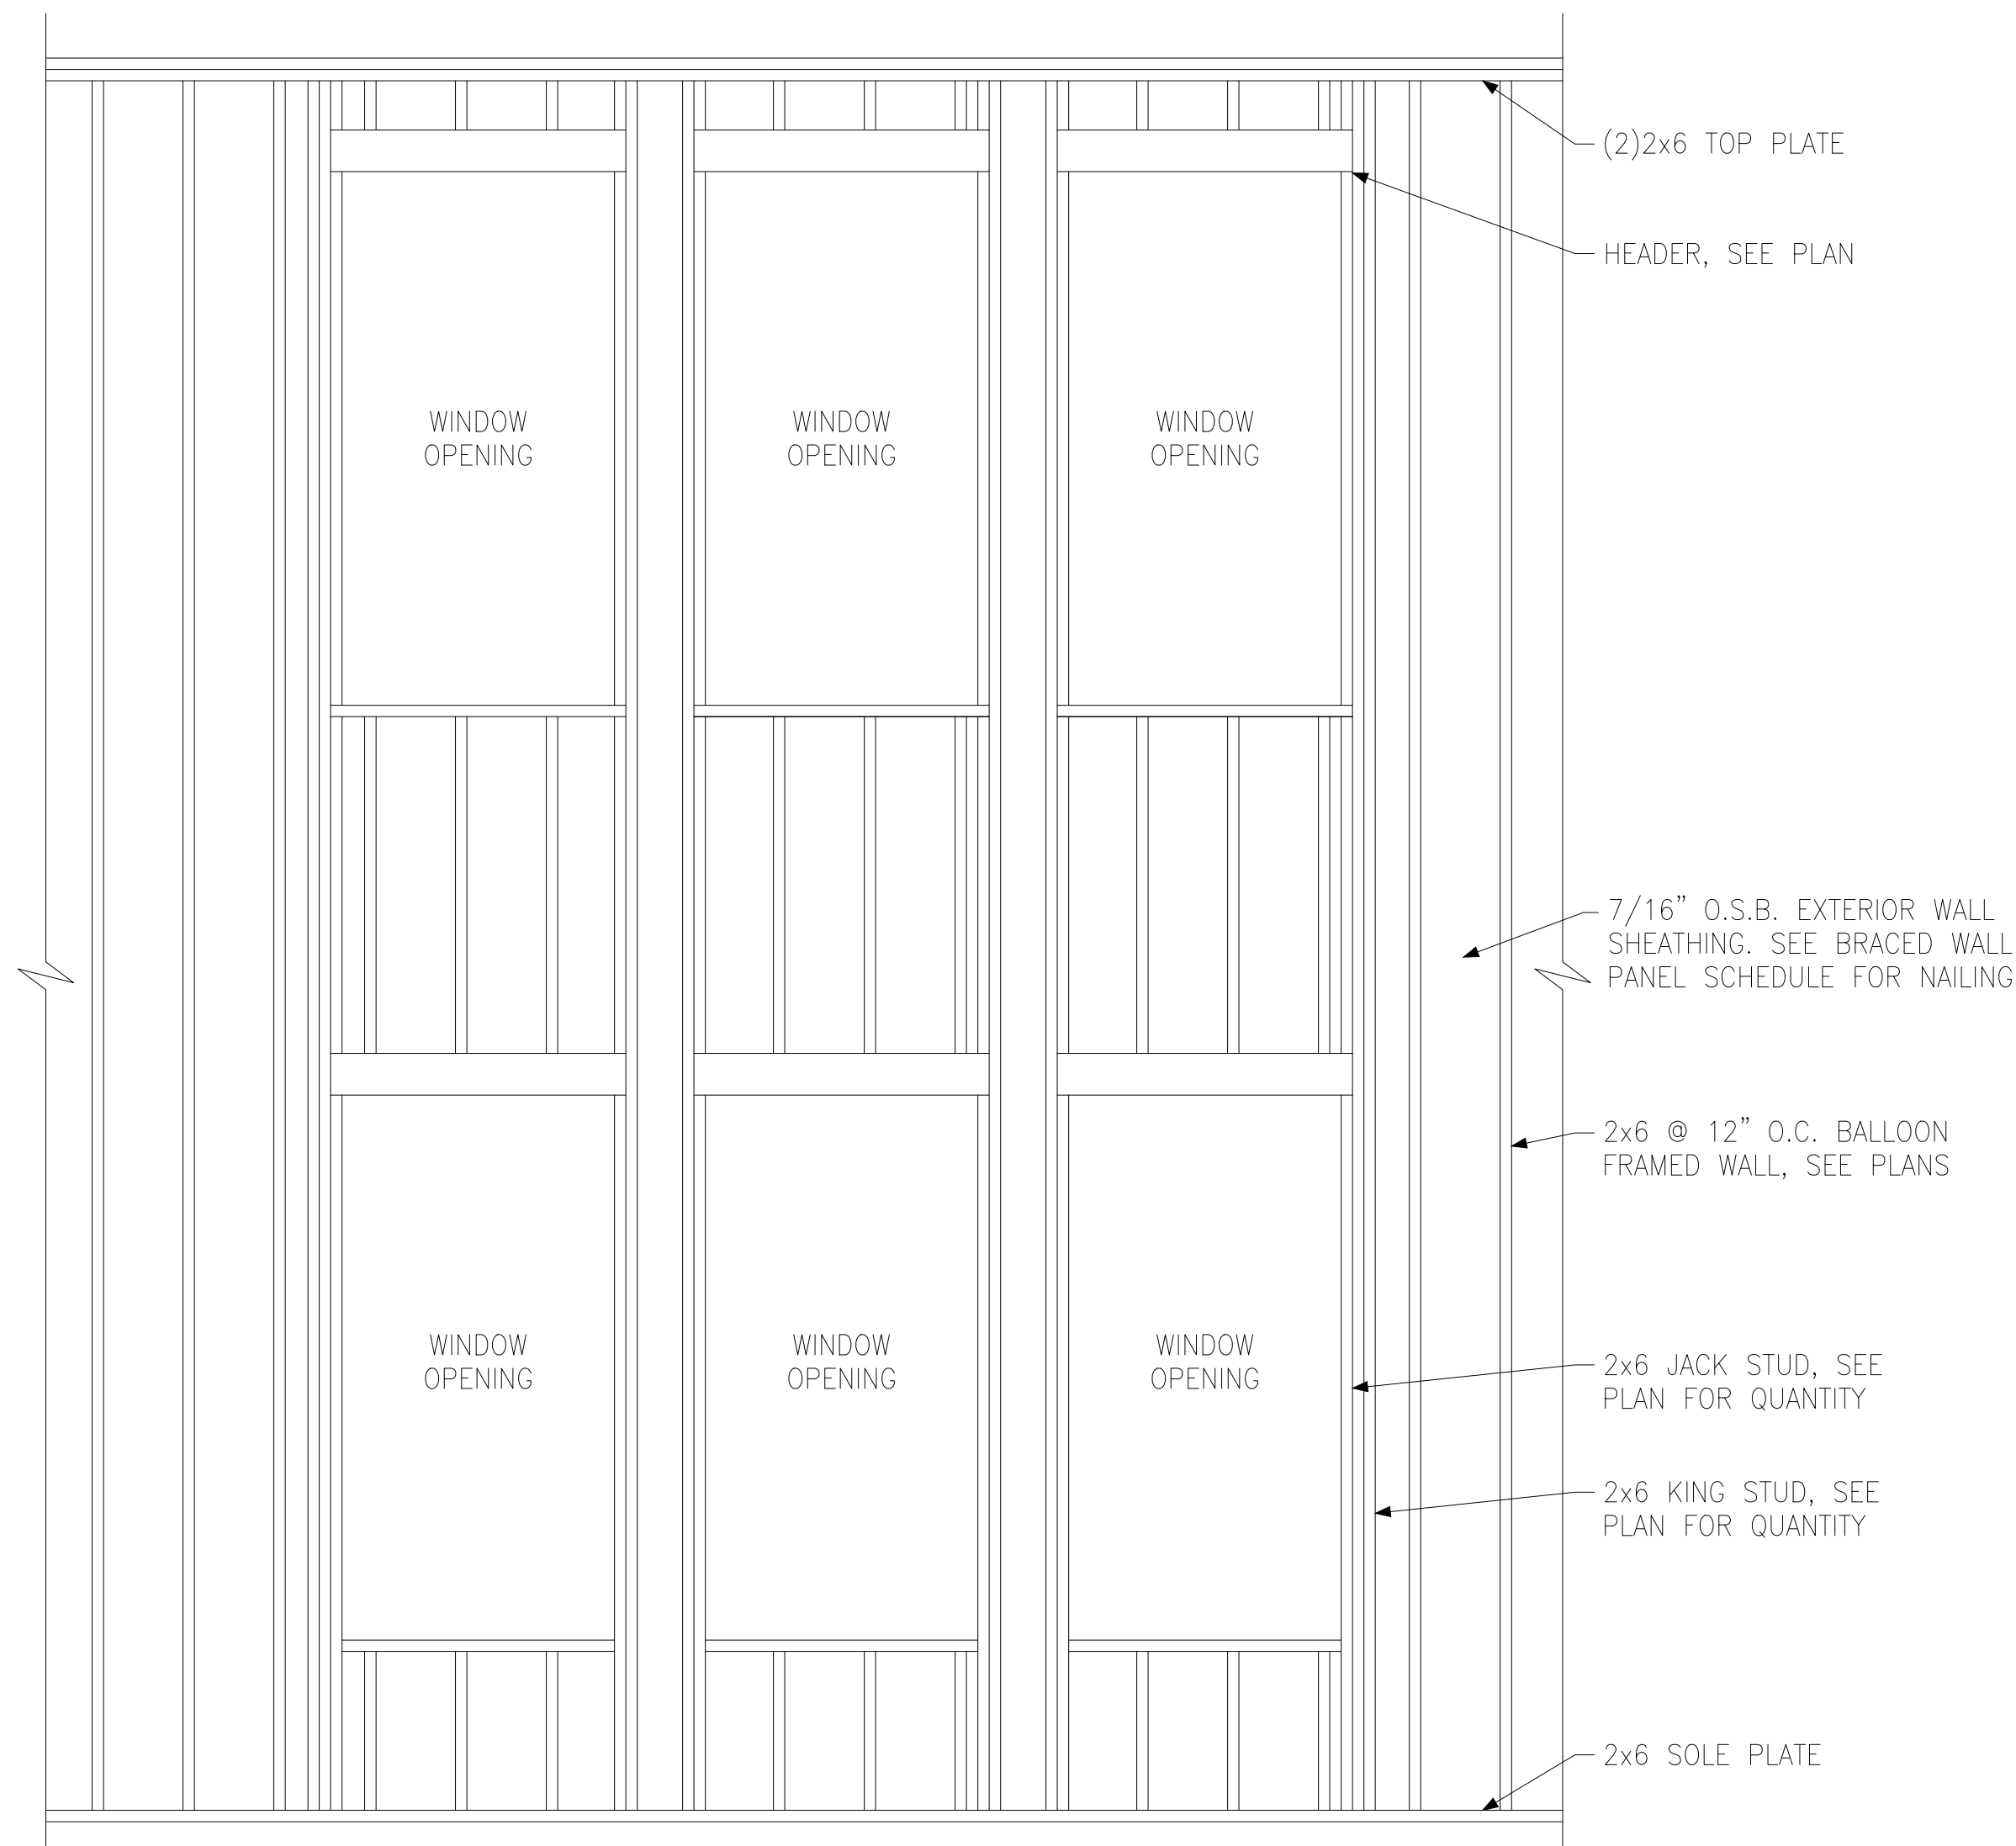 (2)2x6 TOP PLATE
HEADER, SEE PLAN
WINDOW
OPENING
WINDOW
OPENING
WINDOW
OPENING
7/16” O.S.B. EXTERIOR WALL
SHEATHING. SEE BRACED WALL
PANEL SCHEDULE FOR NAILING
2x6 @ 12” O.C. BALLOON
FRAMED WALL, SEE PLANS
WINDOW
OPENING
WINDOW
OPENING
WINDOW
OPENING
2x6 JACK STUD, SEE
PLAN FOR QUANTITY
2x6 KING STUD, SEE
PLAN FOR QUANTITY
2x6 SOLE PLATE